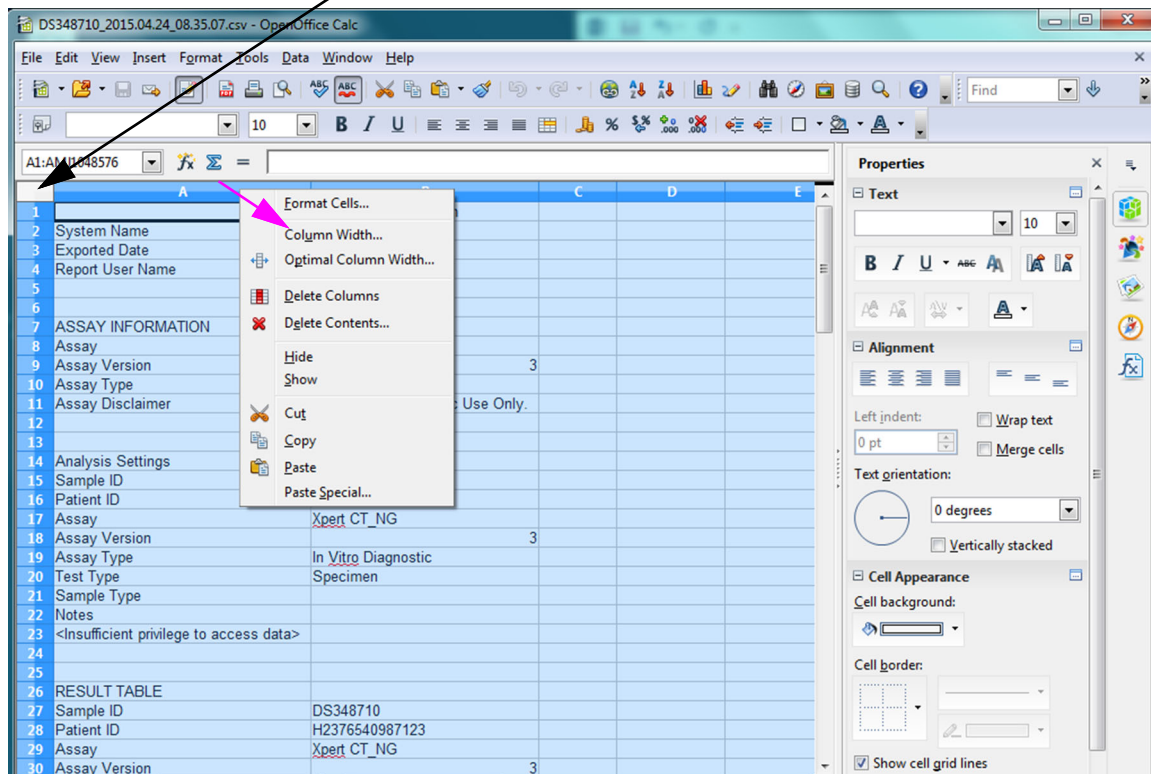 DS348710_2015.04.24_08.35.07.csv - OpenOffice Calc
File Edit View Insert Format Tools Data Window Help
Find
10 B I U
A1:AMJ1048576
Properties
A B C D E
Text
10
B I U
Alignment
Left indent:
Wrap text
0 pt
Merge cells
Text orientation:
0 degrees
Vertically stacked
Cell Appearance
Cell background:
Cell border:
Show cell grid lines
1
2 System Name
3 Exported Date
4 Report User Name
5
6
7 ASSAY INFORMATION
8 Assay
9 Assay Version 3
10 Assay Type
11 Assay Disclaimer Use Only.
12
13
14 Analysis Settings
15 Sample ID
16 Patient ID
17 Assay Xpert CT_NG
18 Assay Version 3
19 Assay Type In Vitro Diagnostic
20 Test Type Specimen
21 Sample Type
22 Notes
23 <Insufficient privilege to access data>
24
25
26 RESULT TABLE
27 Sample ID DS348710
28 Patient ID H2376540987123
29 Assay Xpert CT_NG
30 Assay Version 3
Format Cells...
Column Width...
Optimal Column Width...
Delete Columns
Delete Contents...
Hide
Show
Cut
Copy
Paste
Paste Special...